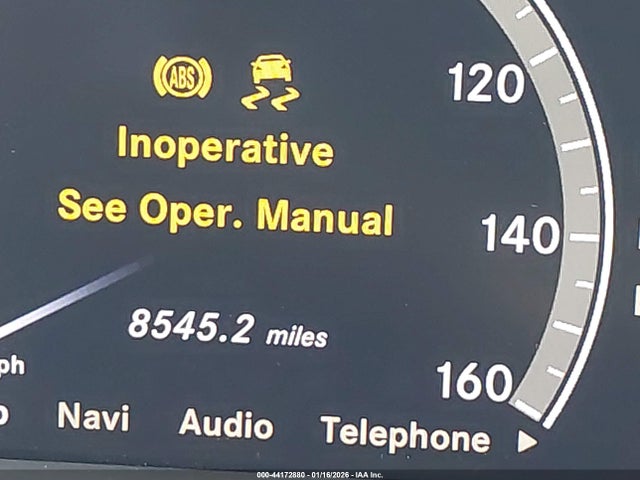 ABS
120
Inoperative
See Oper. Manual
140
8545.2 miles
ph
160
Navi Audio Telephone
000-44172880 - 01/16/2026 - IAA Inc.